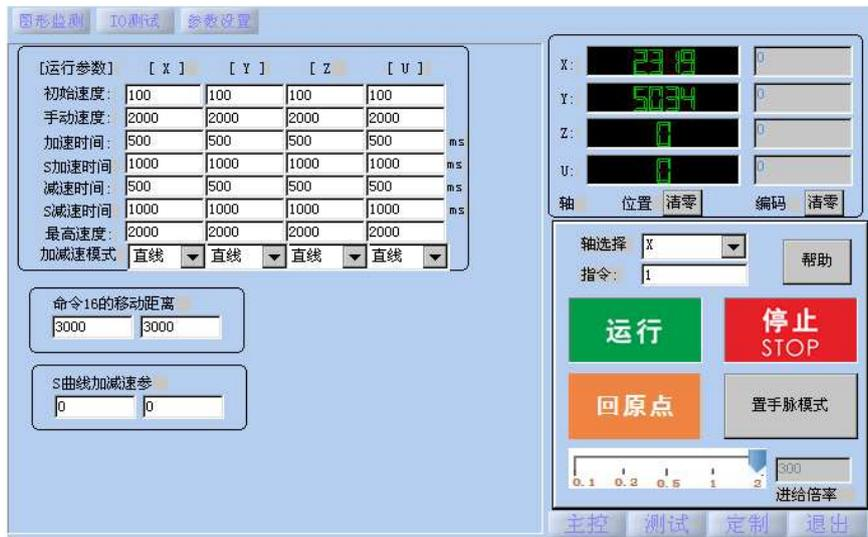 图形监测 IO测试 参数设置
[运行参数] [ X ] [ Y ] [ Z [ U ]
初始速度: 100 100 100 100
手动速度: 2000 2000 2000 2000
加速时间: 500 500 500 500 ms
S加速时间 1000 1000 1000 1000 ms
减速时间: 500 500 500 500 ms
S减速时间 1000 1000 1000 1000 ms
最高速度: 2000 2000 2000 2000
加减速模式 直线 直线 直线 直线
命令16的移动距离
3000 3000
S曲线加减速参
0 0
X: 2319 0
Y: 5034 0
Z: 0 0
U: 0 0
轴 位置 清零 编码 清零
轴选择 X
指令: 1
帮助
运行
停止
STOP
回原点
置手脉模式
0.1 0.2 0.5 1 2
300
进给倍率
主控 测试 定制 退出